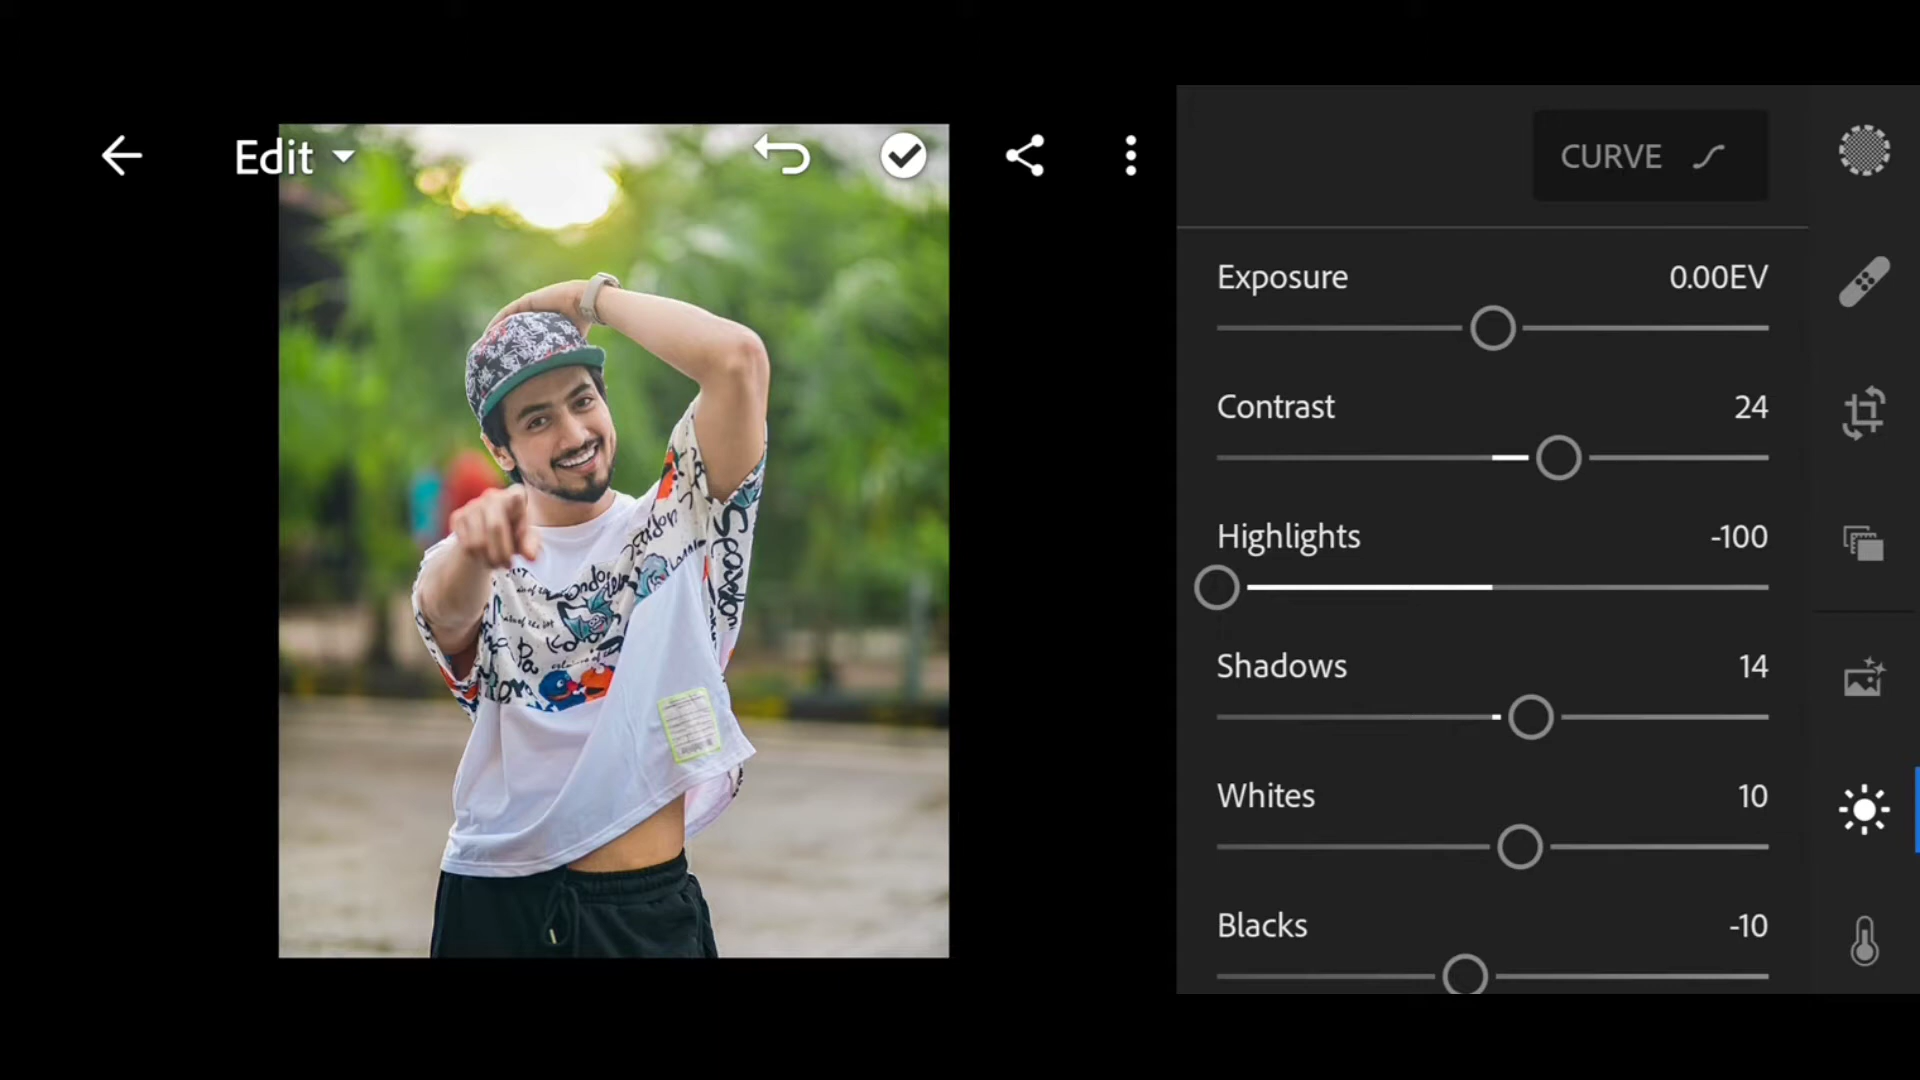 Edit
CURVE
Exposure 0.00EV
Contrast 24
Highlights -100
Shadows 14
Whites 10
Blacks -10